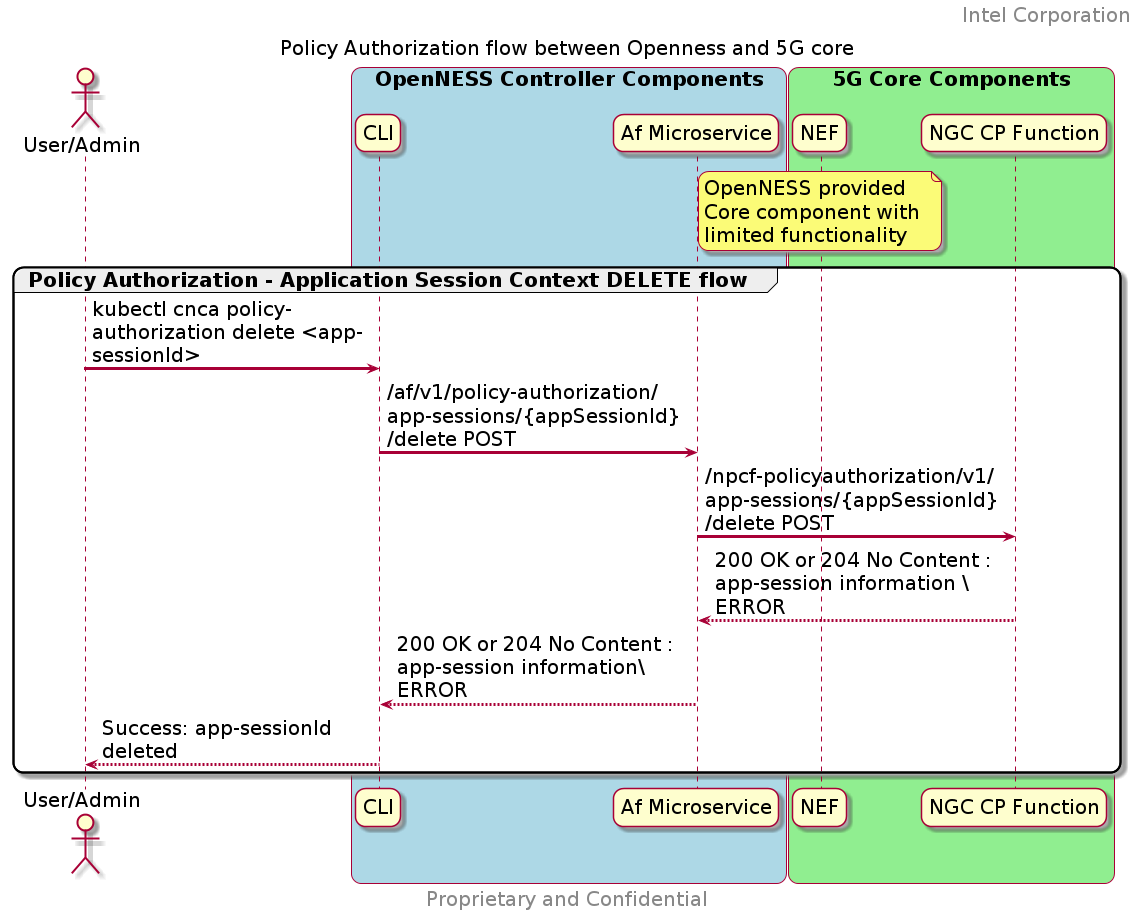 Intel Corporation
Policy Authorization flow between Openness and 5G core
OpenNESS Controller Components
5G Core Components
User/Admin
CLI
Af Microservice
NEF
NGC CP Function
OpenNESS provided
Core component with
limited functionality
Policy Authorization - Application Session Context DELETE flow
kubectl cnca policy-
authorization delete <app-
sessionId>
/af/v1/policy-authorization/
app-sessions/{appSessionId}
/delete POST
/npcf-policyauthorization/v1/
app-sessions/{appSessionId}
/delete POST
200 OK or 204 No Content :
app-session information \
ERROR
200 OK or 204 No Content :
app-session information\
ERROR
Success: app-sessionId
deleted
User/Admin
CLI
Af Microservice
NEF
NGC CP Function
Proprietary and Confidential